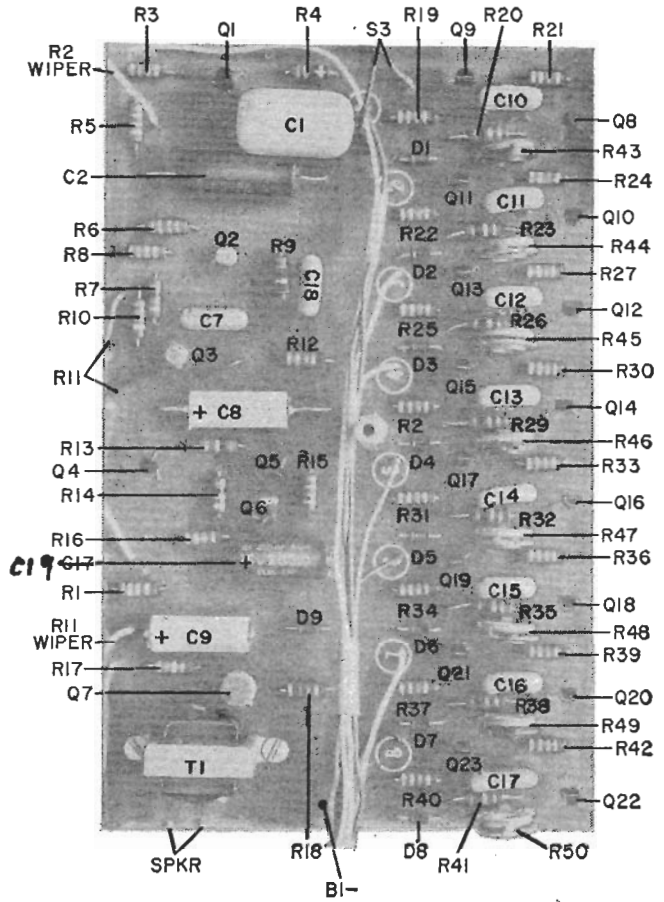 R3 Q1 R4 S3 R19 Q9 R20 R21
R2 WIPER
C10
R5 C1 Q8
D1 R43
C2 Q11 C11 R24
R6 Q10
R8 Q2 R9 R22 R23 R44
C18 D2 Q13 R27
R7
R10 C7 C12 Q12
R25 R26
Q3 R12 R45
R11 D3 Q15 R30
C13
C8 + Q14
R2 R29
R13 R46
Q4 Q5 R15 D4 Q17 R33
R14 C14
Q6 Q16
R31 R32
R16 R47
C19 C17 + D5 R36
Q19
R1 C15 Q18
D9 R34 R35
R11 WIPER + C9 R48
D6 R39
R17 Q21
Q7 C16 Q20
R37 R38
R49
D7 R42
T1 B Q23
C17
R40 Q22
SPKR R18 D8 R41 R50
B1-